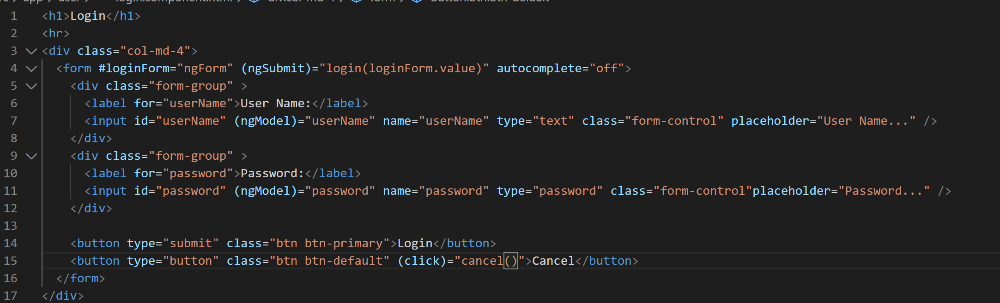 1 <h1>Login</h1>
2 <hr>
3 <div class="col-md-4">
4 <form #loginForm="ngForm" (ngSubmit)="login(loginForm.value)" autocomplete="off">
5 <div class="form-group" >
6 <label for="userName">User Name:</label>
7 <input id="userName" (ngModel)="userName" name="userName" type="text" class="form-control" placeholder="User Name..." />
8 </div>
9 <div class="form-group" >
10 <label for="password">Password:</label>
11 <input id="password" (ngModel)="password" name="password" type="password" class="form-control"placeholder="Password..." />
12 </div>
13
14 <button type="submit" class="btn btn-primary">Login</button>
15 <button type="button" class="btn btn-default" (click)="cancel()">Cancel</button>
16 </form>
17 </div>